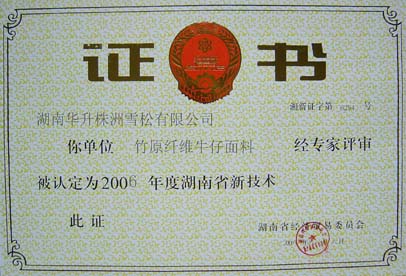 证书
湘新证字第 号
湖南华升株洲雪松有限公司
你单位 竹原纤维牛仔面料 经专家评审
被认定为2006年度湖南省新技术
此证
湖南省经 易委员会